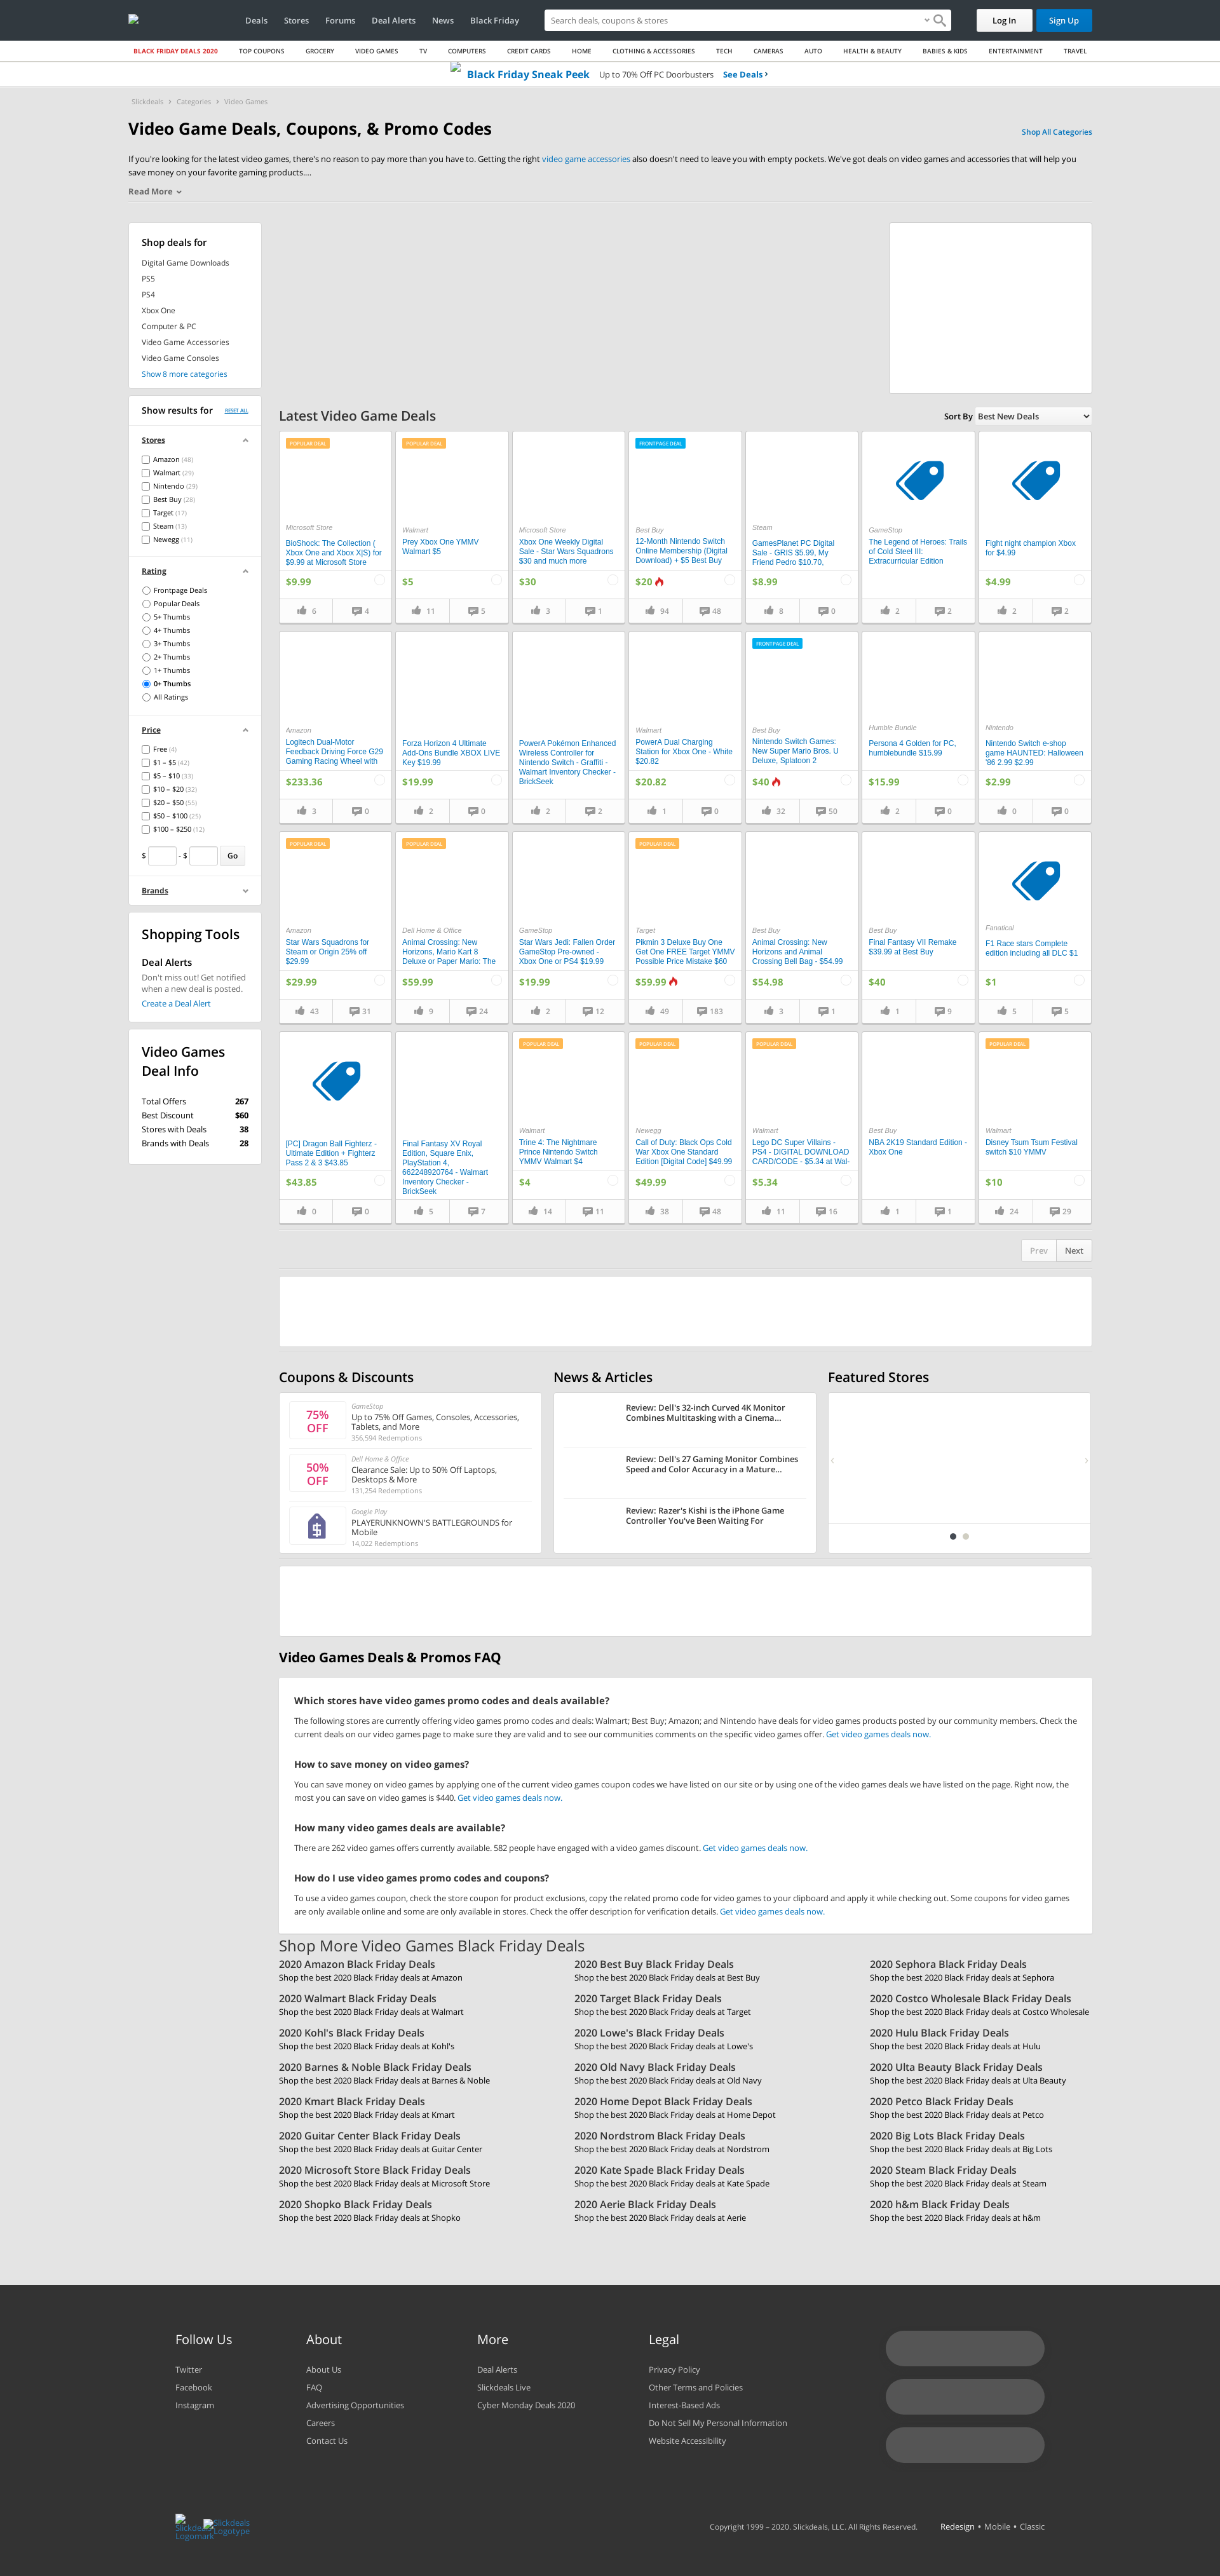 Deals
Stores
Forums
Deal Alerts
News
Black Friday
Search deals, coupons & stores
Log In
Sign Up
BLACK FRIDAY DEALS 2020
TOP COUPONS
GROCERY
VIDEO GAMES
TV
COMPUTERS
CREDIT CARDS
HOME
CLOTHING & ACCESSORIES
TECH
CAMERAS
AUTO
HEALTH & BEAUTY
BABIES & KIDS
ENTERTAINMENT
TRAVEL
Black Friday Sneak Peek Up to 70% Off PC Doorbusters See Deals ›
Slickdeals › Categories › Video Games
Video Game Deals, Coupons, & Promo Codes
Shop All Categories
If you're looking for the latest video games, there's no reason to pay more than you have to. Getting the right video game accessories also doesn't need to leave you with empty pockets. We've got deals on video games and accessories that will help you
save money on your favorite gaming products....
Read More
Shop deals for
Digital Game Downloads
PS5
PS4
Xbox One
Computer & PC
Video Game Accessories
Video Game Consoles
Show 8 more categories
Show results for RESET ALL
Stores
Amazon (48)
Walmart (29)
Nintendo (29)
Best Buy (28)
Target (17)
Steam (13)
Newegg (11)
Rating
Frontpage Deals
Popular Deals
5+ Thumbs
4+ Thumbs
3+ Thumbs
2+ Thumbs
1+ Thumbs
0+ Thumbs
All Ratings
Price
Free (4)
$1 – $5 (42)
$5 – $10 (33)
$10 – $20 (32)
$20 – $50 (55)
$50 – $100 (25)
$100 – $250 (12)
$ - $ Go
Brands
Shopping Tools
Deal Alerts
Don't miss out! Get notified
when a new deal is posted.
Create a Deal Alert
Video Games
Deal Info
Total Offers 267
Best Discount $60
Stores with Deals 38
Brands with Deals 28
Latest Video Game Deals
Sort By Best New Deals
POPULAR DEAL
Microsoft Store
BioShock: The Collection (
Xbox One and Xbox X|S) for
$9.99 at Microsoft Store
$9.99
6 4
POPULAR DEAL
Walmart
Prey Xbox One YMMV
Walmart $5
$5
11 5
Microsoft Store
Xbox One Weekly Digital
Sale - Star Wars Squadrons
$30 and much more
$30
3 1
FRONTPAGE DEAL
Best Buy
12-Month Nintendo Switch
Online Membership (Digital
Download) + $5 Best Buy
$20
94 48
Steam
GamesPlanet PC Digital
Sale - GRIS $5.99, My
Friend Pedro $10.70,
$8.99
8 0
GameStop
The Legend of Heroes: Trails
of Cold Steel III:
Extracurricular Edition
2 2
Fight night champion Xbox
for $4.99
$4.99
2 2
Amazon
Logitech Dual-Motor
Feedback Driving Force G29
Gaming Racing Wheel with
$233.36
3 0
Forza Horizon 4 Ultimate
Add-Ons Bundle XBOX LIVE
Key $19.99
$19.99
2 0
PowerA Pokémon Enhanced
Wireless Controller for
Nintendo Switch - Graffiti -
Walmart Inventory Checker -
BrickSeek
2 2
Walmart
PowerA Dual Charging
Station for Xbox One - White
$20.82
$20.82
1 0
FRONTPAGE DEAL
Best Buy
Nintendo Switch Games:
New Super Mario Bros. U
Deluxe, Splatoon 2
$40
32 50
Humble Bundle
Persona 4 Golden for PC,
humblebundle $15.99
$15.99
2 0
Nintendo
Nintendo Switch e-shop
game HAUNTED: Halloween
'86 2.99 $2.99
$2.99
0 0
POPULAR DEAL
Amazon
Star Wars Squadrons for
Steam or Origin 25% off
$29.99
$29.99
43 31
POPULAR DEAL
Dell Home & Office
Animal Crossing: New
Horizons, Mario Kart 8
Deluxe or Paper Mario: The
$59.99
9 24
GameStop
Star Wars Jedi: Fallen Order
GameStop Pre-owned -
Xbox One or PS4 $19.99
$19.99
2 12
POPULAR DEAL
Target
Pikmin 3 Deluxe Buy One
Get One FREE Target YMMV
Possible Price Mistake $60
$59.99
49 183
Best Buy
Animal Crossing: New
Horizons and Animal
Crossing Bell Bag - $54.99
$54.98
3 1
Best Buy
Final Fantasy VII Remake
$39.99 at Best Buy
$40
1 9
Fanatical
F1 Race stars Complete
edition including all DLC $1
$1
5 5
[PC] Dragon Ball Fighterz -
Ultimate Edition + Fighterz
Pass 2 & 3 $43.85
$43.85
0 0
Final Fantasy XV Royal
Edition, Square Enix,
PlayStation 4,
662248920764 - Walmart
Inventory Checker -
BrickSeek
5 7
POPULAR DEAL
Walmart
Trine 4: The Nightmare
Prince Nintendo Switch
YMMV Walmart $4
$4
14 11
POPULAR DEAL
Newegg
Call of Duty: Black Ops Cold
War Xbox One Standard
Edition [Digital Code] $49.99
$49.99
38 48
POPULAR DEAL
Walmart
Lego DC Super Villains -
PS4 - DIGITAL DOWNLOAD
CARD/CODE - $5.34 at Wal-
$5.34
11 16
Best Buy
NBA 2K19 Standard Edition -
Xbox One
1 1
POPULAR DEAL
Walmart
Disney Tsum Tsum Festival
switch $10 YMMV
$10
24 29
Prev Next
Coupons & Discounts
75%
OFF
GameStop
Up to 75% Off Games, Consoles, Accessories,
Tablets, and More
356,594 Redemptions
50%
OFF
Dell Home & Office
Clearance Sale: Up to 50% Off Laptops,
Desktops & More
131,254 Redemptions
Google Play
PLAYERUNKNOWN'S BATTLEGROUNDS for
Mobile
14,022 Redemptions
News & Articles
Review: Dell's 32-inch Curved 4K Monitor
Combines Multitasking with a Cinema...
Review: Dell's 27 Gaming Monitor Combines
Speed and Color Accuracy in a Mature...
Review: Razer's Kishi is the iPhone Game
Controller You've Been Waiting For
Featured Stores
Video Games Deals & Promos FAQ
Which stores have video games promo codes and deals available?
The following stores are currently offering video games promo codes and deals: Walmart; Best Buy; Amazon; and Nintendo have deals for video games products posted by our community members. Check the
current deals on our video games page to make sure they are valid and to see our communities comments on the specific video games offer. Get video games deals now.
How to save money on video games?
You can save money on video games by applying one of the current video games coupon codes we have listed on our site or by using one of the video games deals we have listed on the page. Right now, the
most you can save on video games is $440. Get video games deals now.
How many video games deals are available?
There are 262 video games offers currently available. 582 people have engaged with a video games discount. Get video games deals now.
How do I use video games promo codes and coupons?
To use a video games coupon, check the store coupon for product exclusions, copy the related promo code for video games to your clipboard and apply it while checking out. Some coupons for video games
are only available online and some are only available in stores. Check the offer description for verification details. Get video games deals now.
Shop More Video Games Black Friday Deals
2020 Amazon Black Friday Deals
Shop the best 2020 Black Friday deals at Amazon
2020 Best Buy Black Friday Deals
Shop the best 2020 Black Friday deals at Best Buy
2020 Sephora Black Friday Deals
Shop the best 2020 Black Friday deals at Sephora
2020 Walmart Black Friday Deals
Shop the best 2020 Black Friday deals at Walmart
2020 Target Black Friday Deals
Shop the best 2020 Black Friday deals at Target
2020 Costco Wholesale Black Friday Deals
Shop the best 2020 Black Friday deals at Costco Wholesale
2020 Kohl's Black Friday Deals
Shop the best 2020 Black Friday deals at Kohl's
2020 Lowe's Black Friday Deals
Shop the best 2020 Black Friday deals at Lowe's
2020 Hulu Black Friday Deals
Shop the best 2020 Black Friday deals at Hulu
2020 Barnes & Noble Black Friday Deals
Shop the best 2020 Black Friday deals at Barnes & Noble
2020 Old Navy Black Friday Deals
Shop the best 2020 Black Friday deals at Old Navy
2020 Ulta Beauty Black Friday Deals
Shop the best 2020 Black Friday deals at Ulta Beauty
2020 Kmart Black Friday Deals
Shop the best 2020 Black Friday deals at Kmart
2020 Home Depot Black Friday Deals
Shop the best 2020 Black Friday deals at Home Depot
2020 Petco Black Friday Deals
Shop the best 2020 Black Friday deals at Petco
2020 Guitar Center Black Friday Deals
Shop the best 2020 Black Friday deals at Guitar Center
2020 Nordstrom Black Friday Deals
Shop the best 2020 Black Friday deals at Nordstrom
2020 Big Lots Black Friday Deals
Shop the best 2020 Black Friday deals at Big Lots
2020 Microsoft Store Black Friday Deals
Shop the best 2020 Black Friday deals at Microsoft Store
2020 Kate Spade Black Friday Deals
Shop the best 2020 Black Friday deals at Kate Spade
2020 Steam Black Friday Deals
Shop the best 2020 Black Friday deals at Steam
2020 Shopko Black Friday Deals
Shop the best 2020 Black Friday deals at Shopko
2020 Aerie Black Friday Deals
Shop the best 2020 Black Friday deals at Aerie
2020 h&m Black Friday Deals
Shop the best 2020 Black Friday deals at h&m
Follow Us
Twitter
Facebook
Instagram
About
About Us
FAQ
Advertising Opportunities
Careers
Contact Us
More
Deal Alerts
Slickdeals Live
Cyber Monday Deals 2020
Legal
Privacy Policy
Other Terms and Policies
Interest-Based Ads
Do Not Sell My Personal Information
Website Accessibility
Slickdeals
Logomark
Slickdeals
Logotype
Copyright 1999 – 2020. Slickdeals, LLC. All Rights Reserved.
Redesign • Mobile • Classic